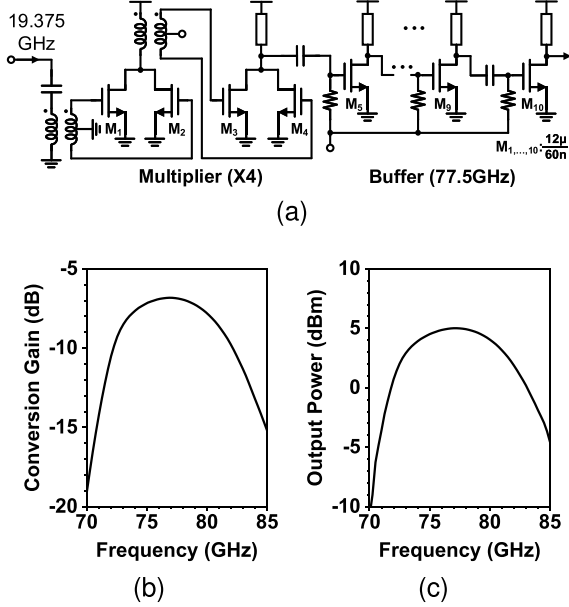 19.375
GHz
M1
M2
M3
M4
M5
M9
M10
M1,...,10: 12µ/60n
Multiplier (X4)
Buffer (77.5GHz)
(a)
Conversion Gain (dB)
-5
-10
-15
-20
70 75 80 85
Frequency (GHz)
(b)
Output Power (dBm)
10
5
0
-5
-10
70 75 80 85
Frequency (GHz)
(c)